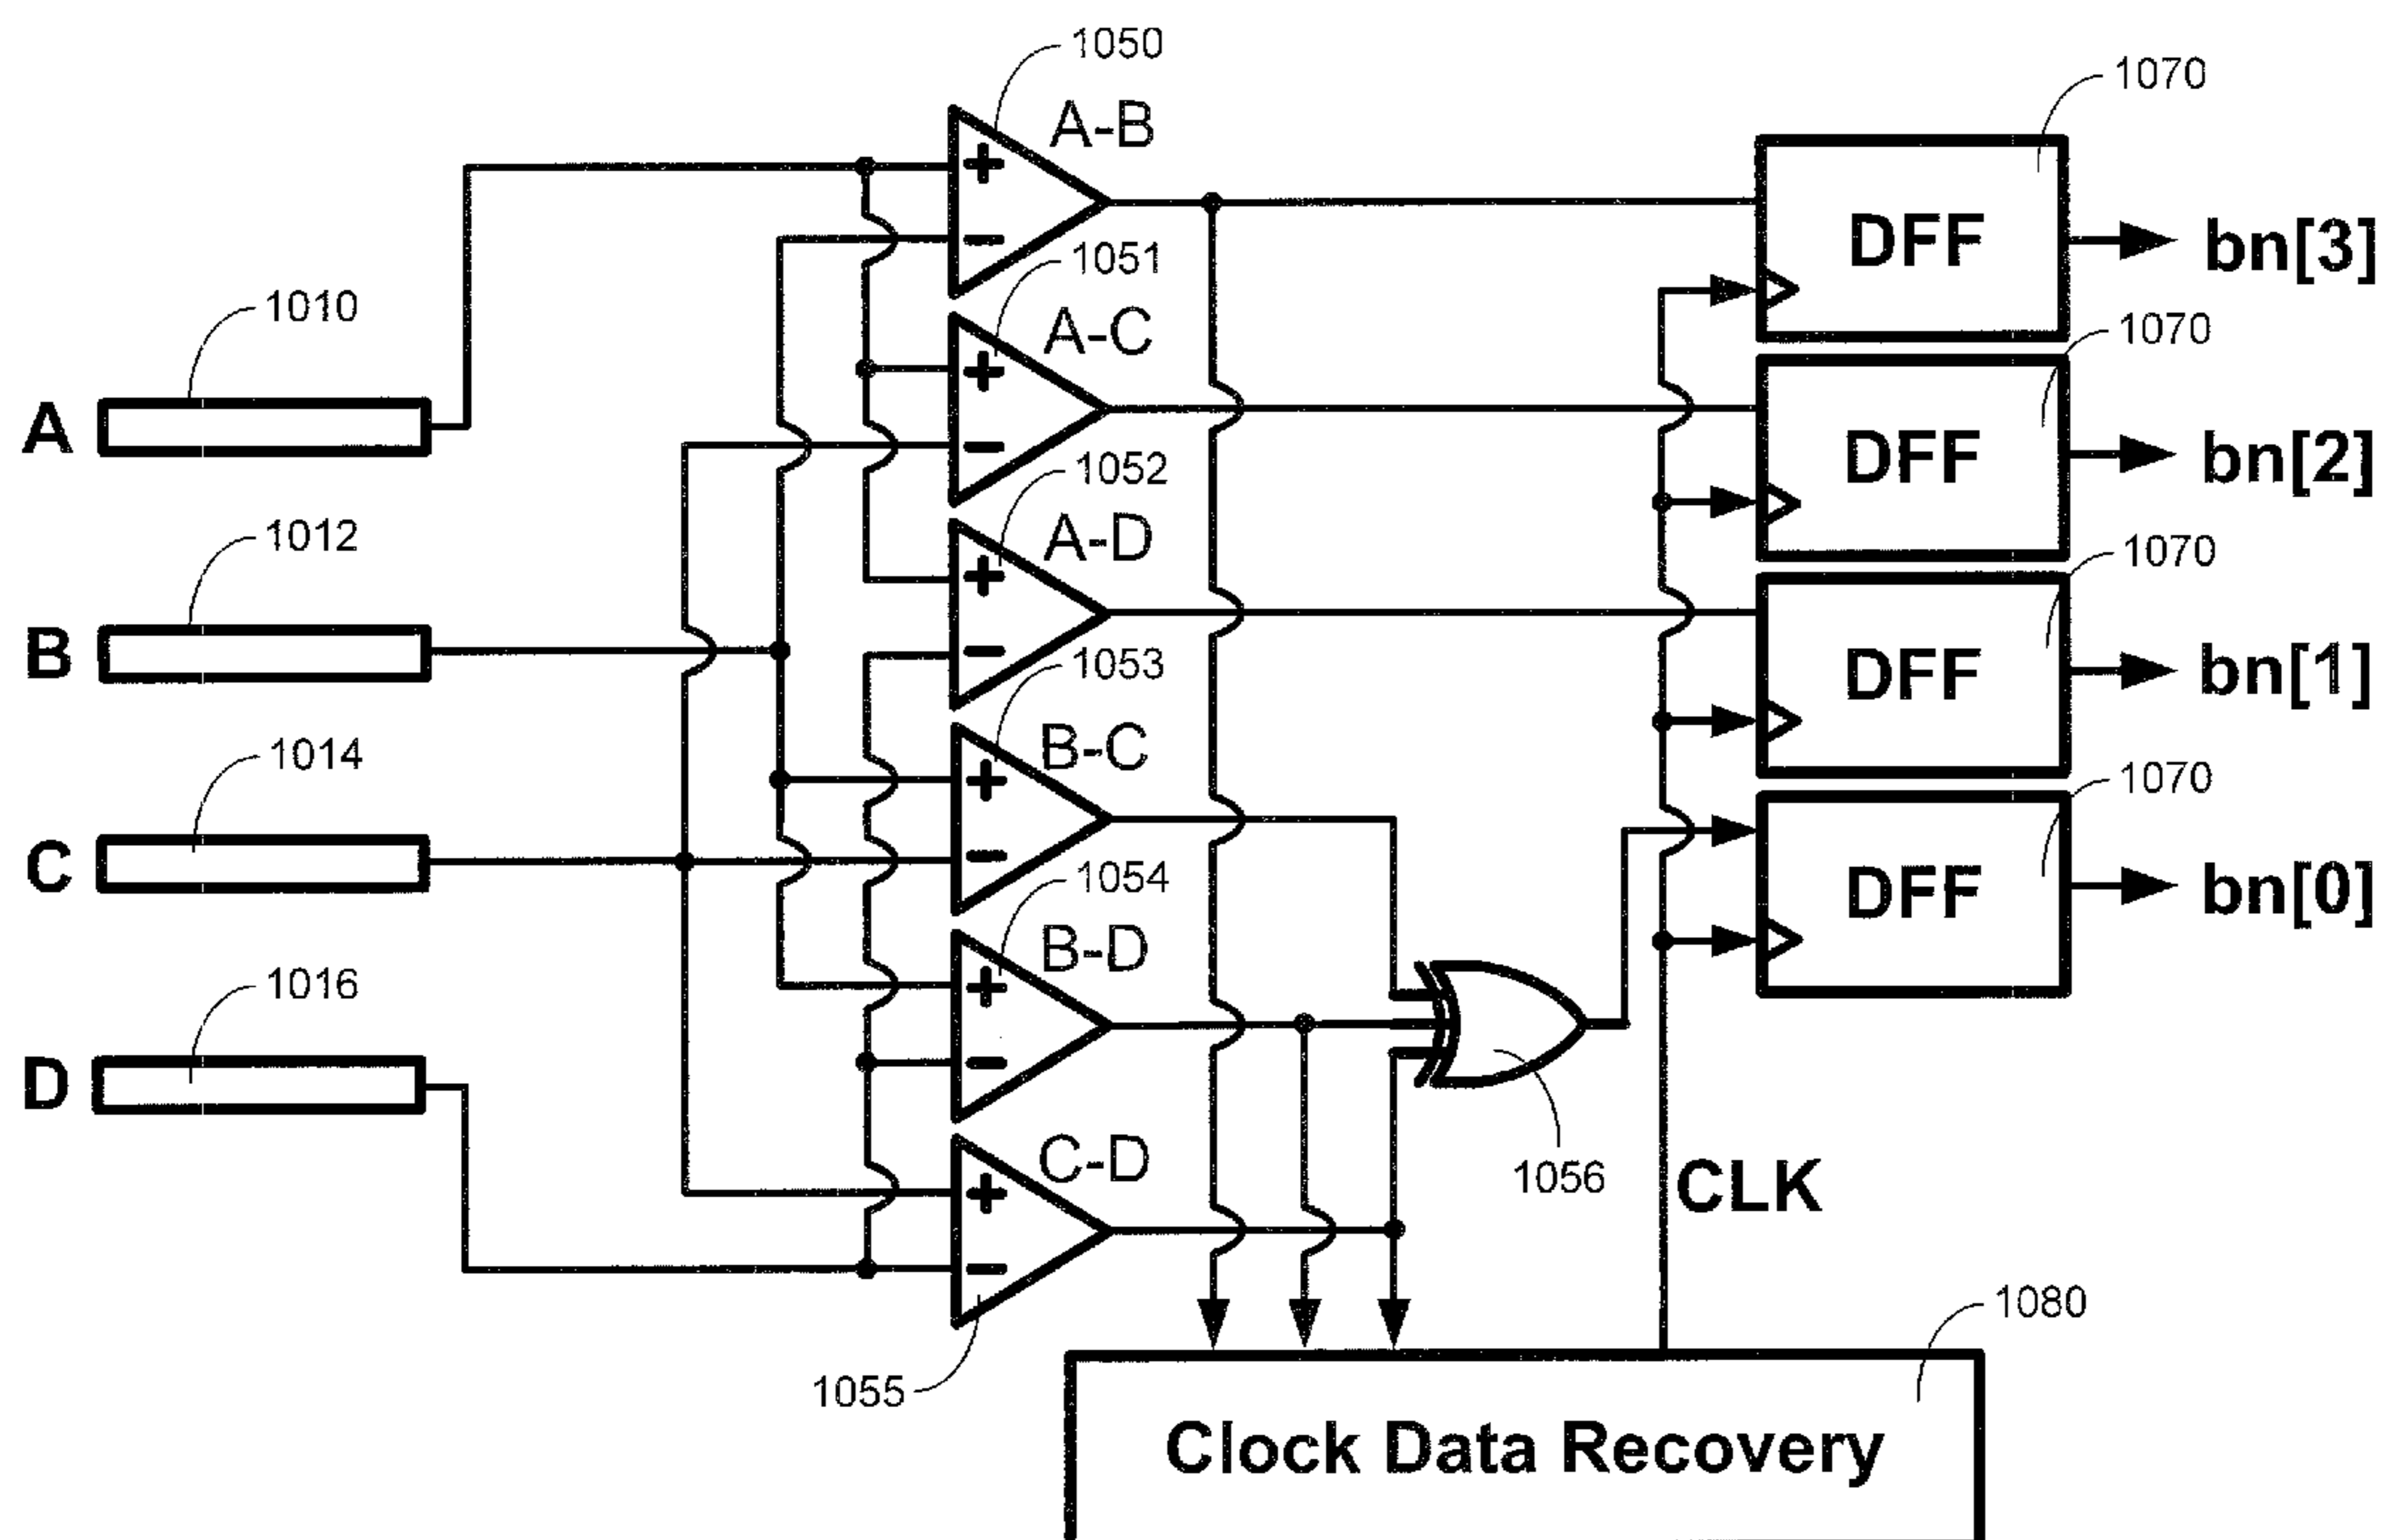 1050
A-B
1070
+
−
DFF
bn[3]
1051
1010
A
A-C
1070
+
−
DFF
bn[2]
1052
1012
B
A-D
1070
+
−
DFF
bn[1]
1053
1014
C
B-C
1070
+
−
DFF
bn[0]
1054
1016
D
B-D
+
−
1056
C-D
+
−
CLK
1055
1080
Clock Data Recovery